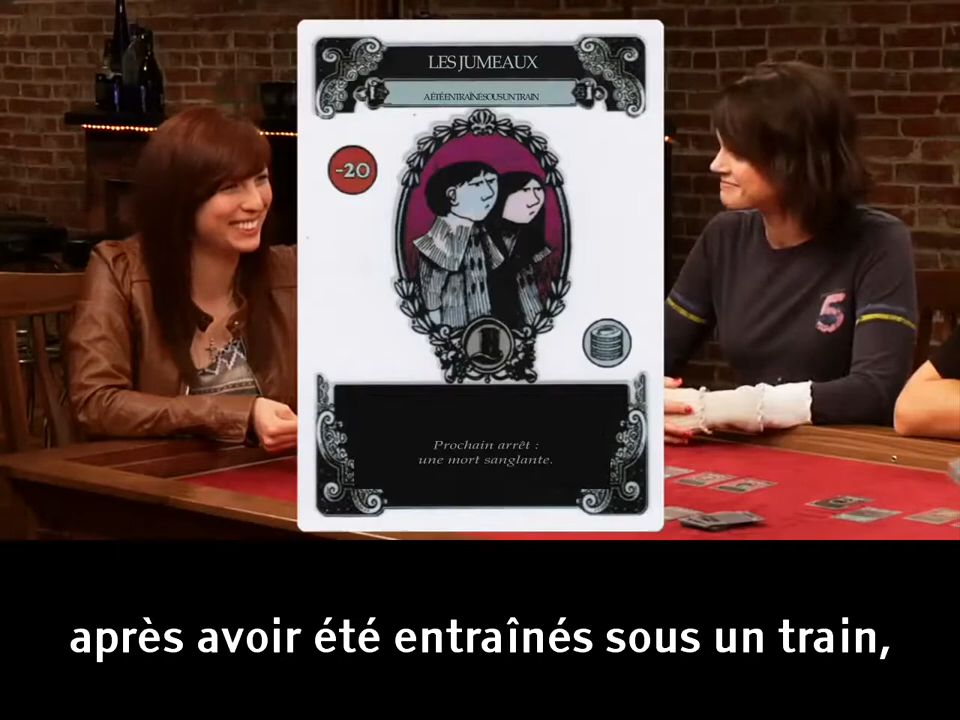 LES JUMEAUX
A ÉTÉ ENTRAÎNÉ SOUS UN TRAIN
-20
5
Prochain arrêt :
une mort sanglante.
après avoir été entraînés sous un train,